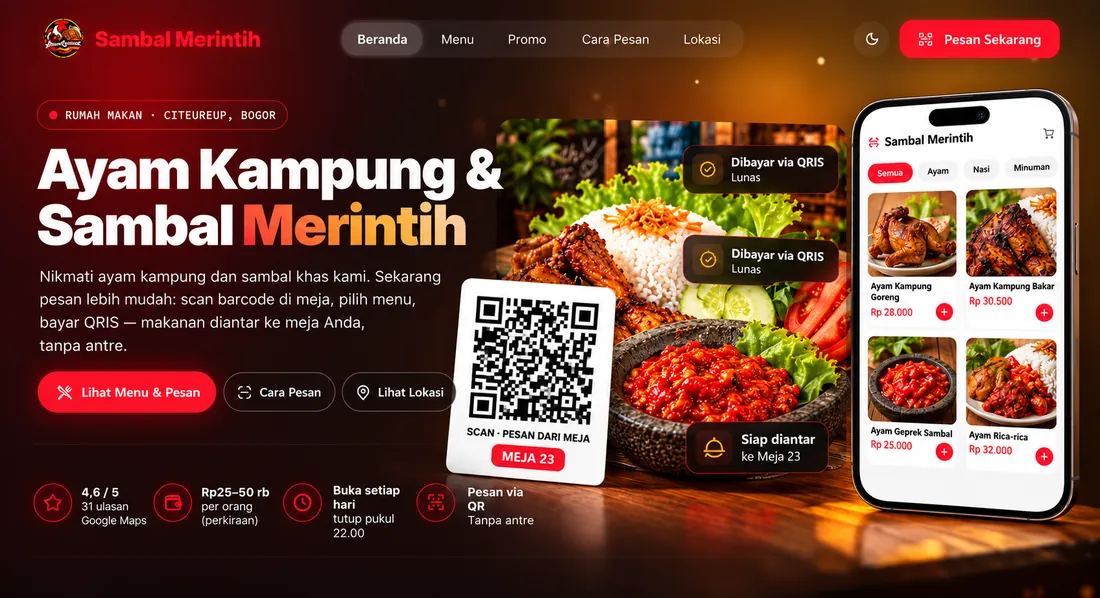 Sambal Merintih
Beranda
Menu
Promo
Cara Pesan
Lokasi
Pesan Sekarang
RUMAH MAKAN · CITEUREUP, BOGOR
Ayam Kampung &
Sambal Merintih
Nikmati ayam kampung dan sambal khas kami. Sekarang
pesan lebih mudah: scan barcode di meja, pilih menu,
bayar QRIS — makanan diantar ke meja Anda,
tanpa antre.
Lihat Menu & Pesan
Cara Pesan
Lihat Lokasi
4,6 / 5
31 ulasan
Google Maps
Rp25–50 rb
per orang
(perkiraan)
Buka setiap
hari
tutup pukul
22.00
Pesan via
QR
Tanpa antre
SCAN · PESAN DARI MEJA
MEJA 23
Dibayar via QRIS
Lunas
Dibayar via QRIS
Lunas
Siap diantar
ke Meja 23
Sambal Merintih
Semua
Ayam
Nasi
Minuman
Ayam Kampung
Goreng
Rp 28.000
Ayam Kampung Bakar
Rp 30.500
Ayam Geprek Sambal
Rp 25.000
Ayam Rica-rica
Rp 32.000